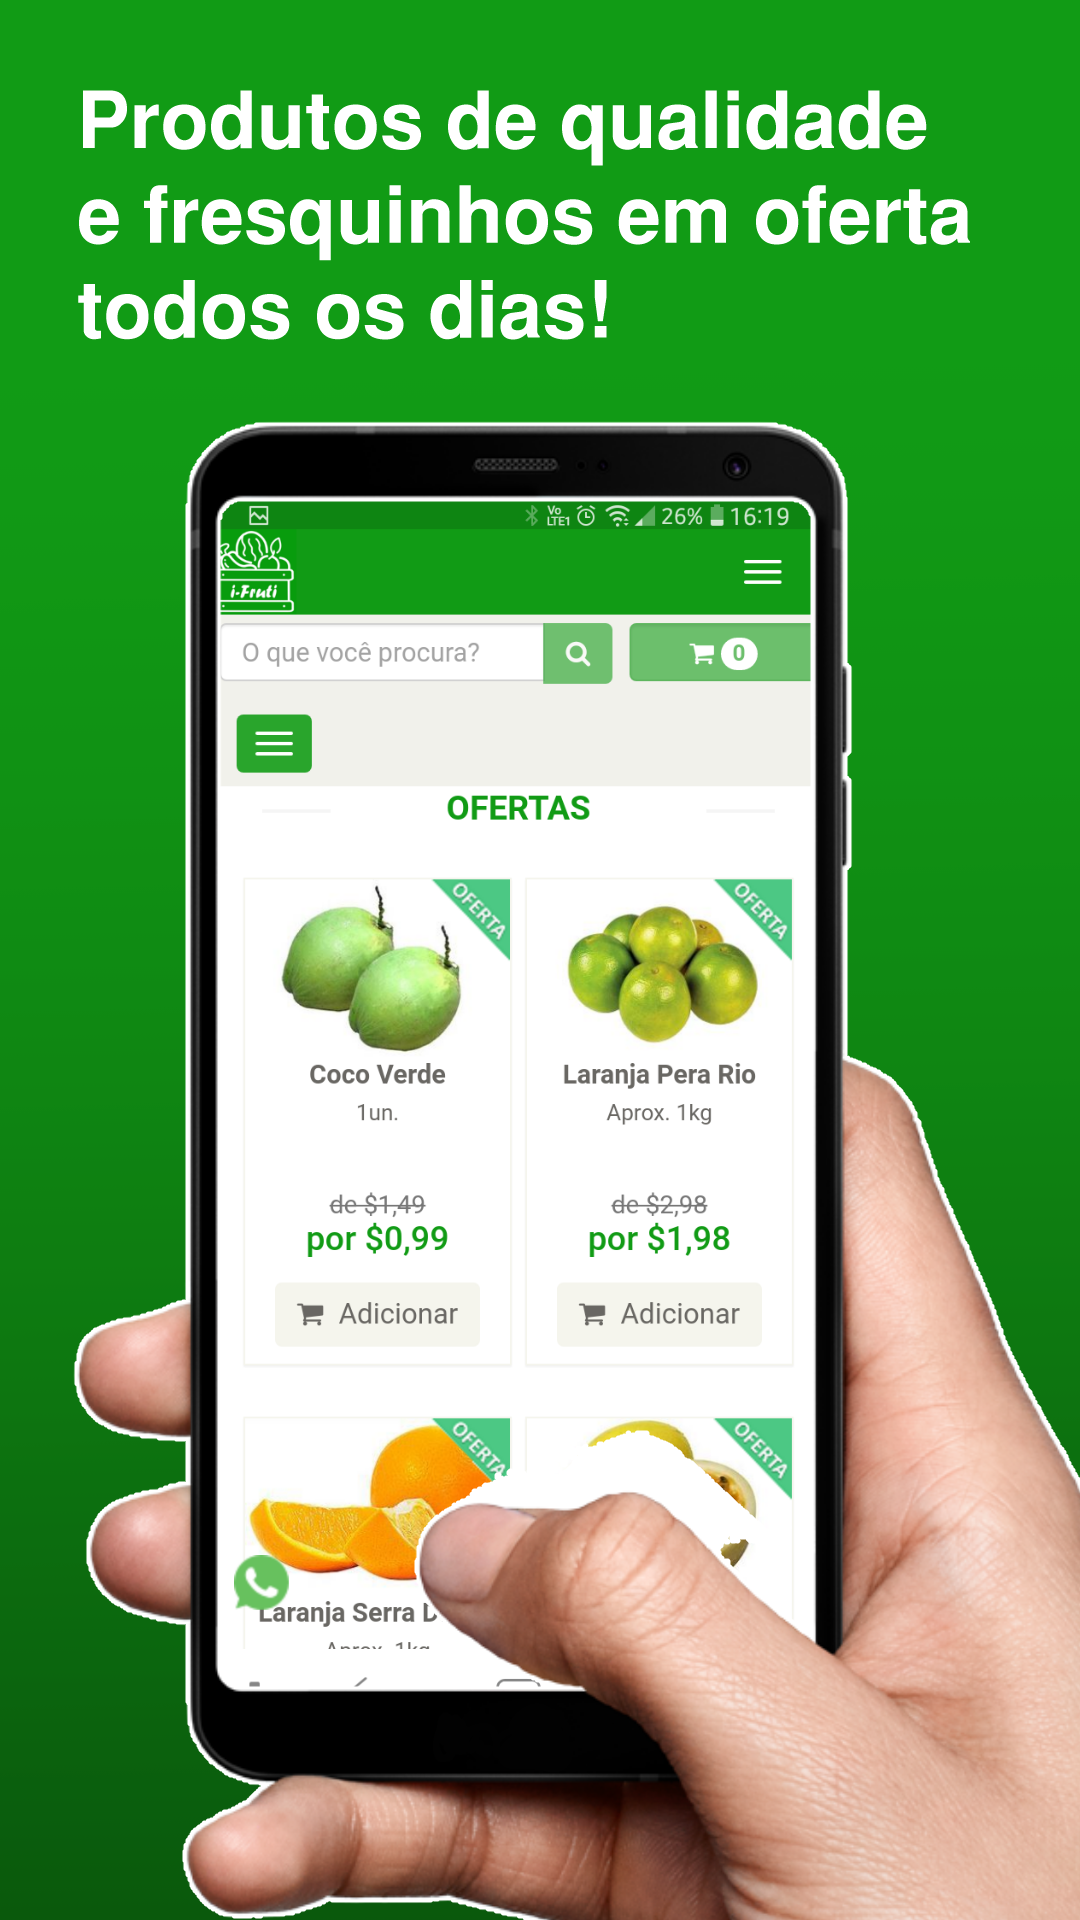 Produtos de qualidade
e fresquinhos em oferta
todos os dias!
Vo
LTE1
26%
16:19
i-Fruti
O que você procura?
0
OFERTAS
OFERTA
OFERTA
Coco Verde
Laranja Pera Rio
1un.
Aprox. 1kg
de $1,49
de $2,98
por $0,99
por $1,98
Adicionar
Adicionar
OFERTA
OFERTA
Laranja Serra D
Aprox. 1kg